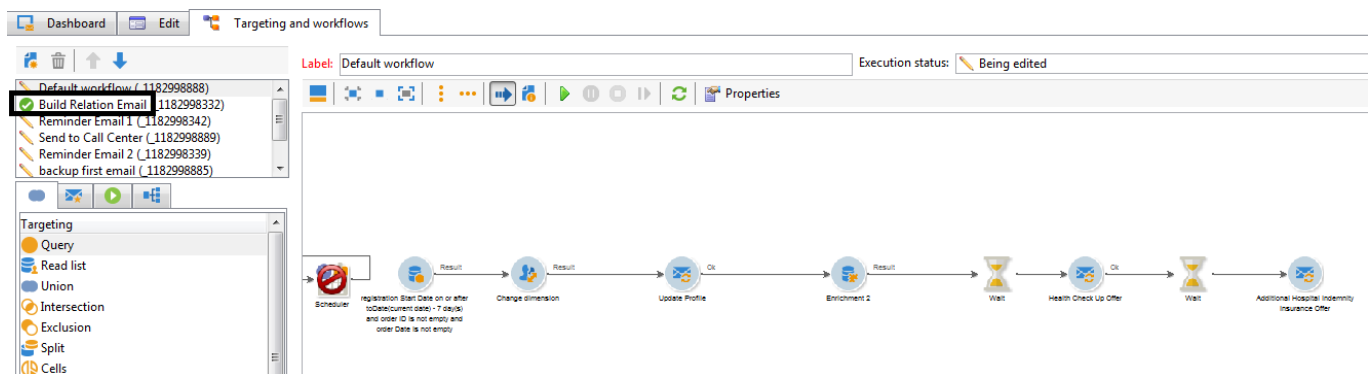 Dashboard Edit Targeting and workflows
Label: Default workflow Execution status: Being edited
Default workflow (_1182998888)
Build Relation Email _1182998332)
Reminder Email 1 (_1182998342)
Send to Call Center (_1182998889)
Reminder Email 2 (_1182998339)
backup first email (_1182998885)
Properties
Targeting
Query
Read list
Union
Intersection
Exclusion
Split
Cells
Result Result Ok Result Ok
Scheduler
registration Start Date on or after
toDate(current date) - 7 day(s)
and order ID is not empty and
order Date is not empty
Change dimension
Update Profile
Enrichment 2
Wait
Health Check Up Offer
Wait
Additional Hospital Indemnity
Insurance Offer